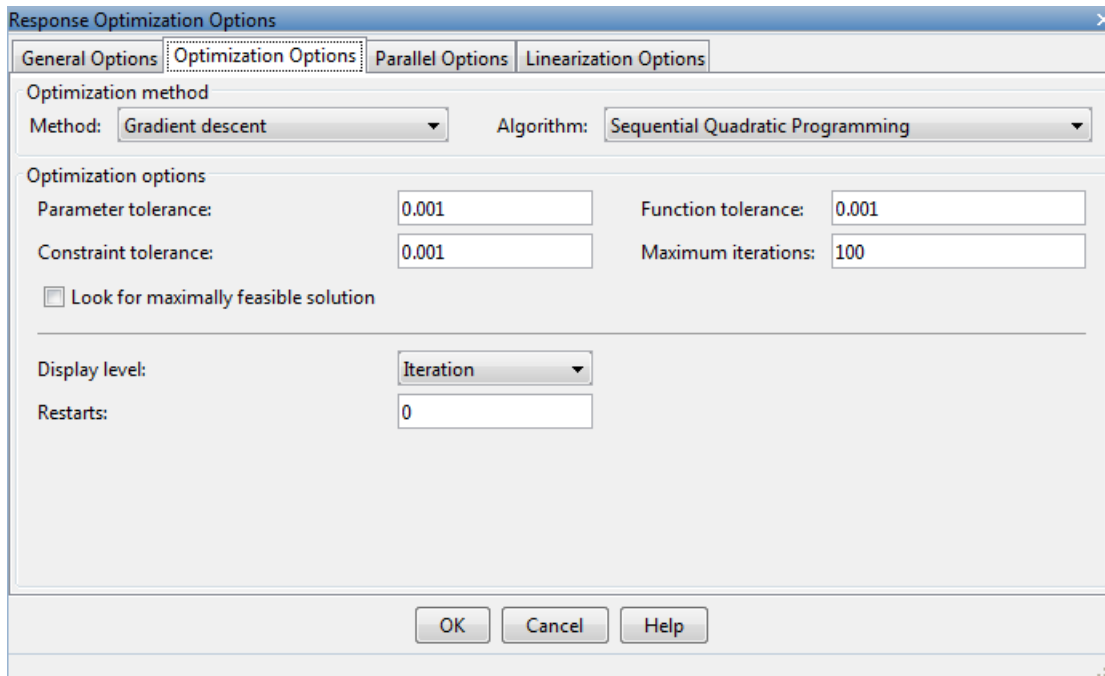 Response Optimization Options
General Options Optimization Options Parallel Options Linearization Options
Optimization method
Method: Gradient descent Algorithm: Sequential Quadratic Programming
Optimization options
Parameter tolerance: 0.001 Function tolerance: 0.001
Constraint tolerance: 0.001 Maximum iterations: 100
Look for maximally feasible solution
Display level: Iteration
Restarts: 0
OK Cancel Help